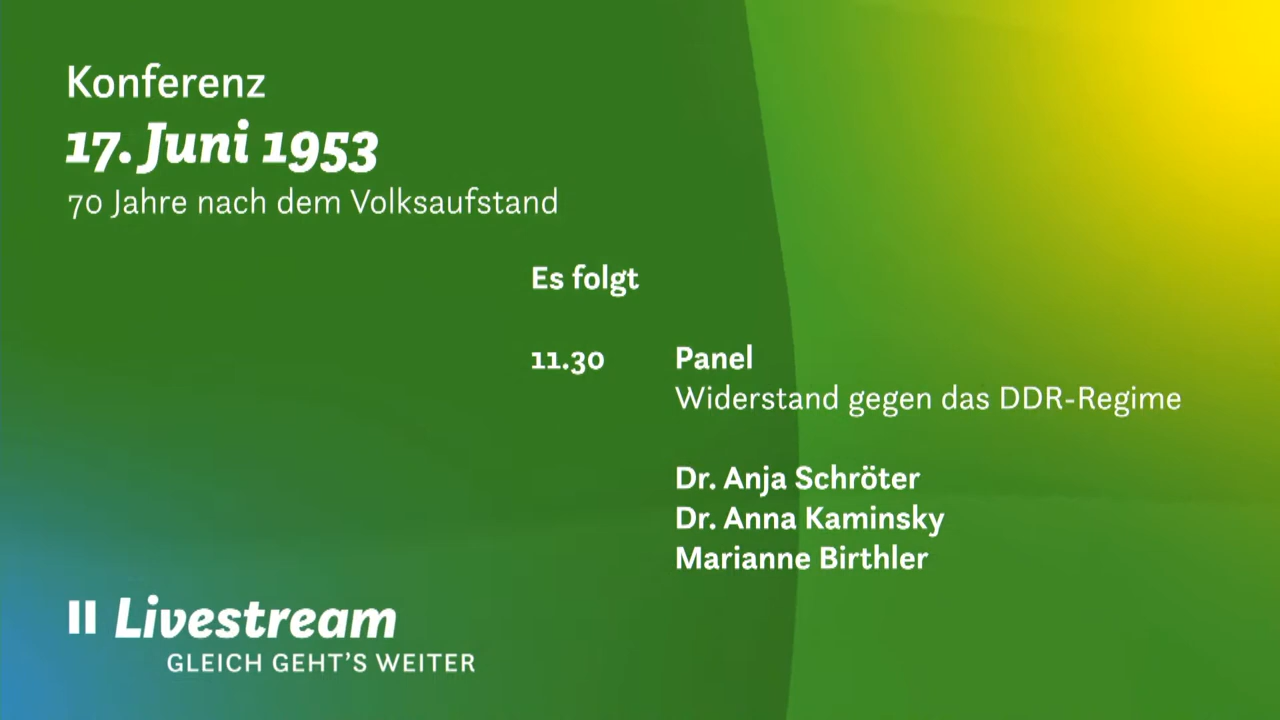 Konferenz
17. Juni 1953
70 Jahre nach dem Volksaufstand
Es folgt
11.30 Panel
Widerstand gegen das DDR-Regime
Dr. Anja Schröter
Dr. Anna Kaminsky
Marianne Birthler
Livestream
GLEICH GEHT’S WEITER